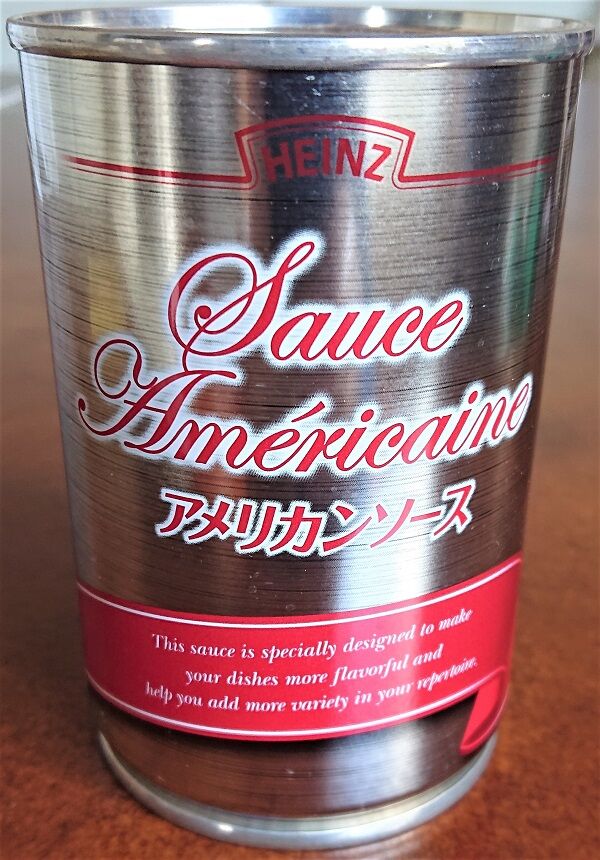 HEINZ
Sauce
Américaine
アメリカンソース
This sauce is specially designed to make
your dishes more flavorful and
help you add more variety in your repertoire.